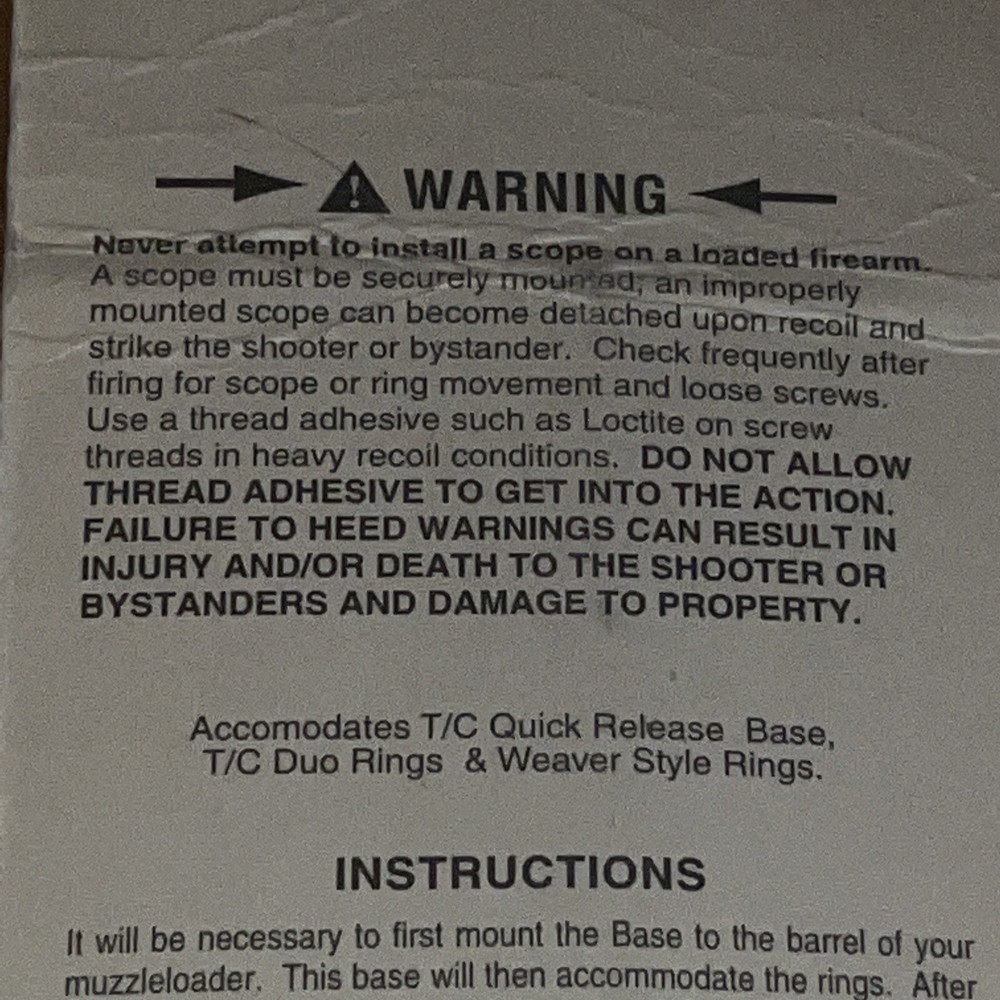 WARNING
Never attempt to install a scope on a loaded firearm.
A scope must be securely mounted; an improperly
mounted scope can become detached upon recoil and
strike the shooter or bystander. Check frequently after
firing for scope or ring movement and loose screws.
Use a thread adhesive such as Loctite on screw
threads in heavy recoil conditions. DO NOT ALLOW
THREAD ADHESIVE TO GET INTO THE ACTION.
FAILURE TO HEED WARNINGS CAN RESULT IN
INJURY AND/OR DEATH TO THE SHOOTER OR
BYSTANDERS AND DAMAGE TO PROPERTY.
Accomodates T/C Quick Release Base,
T/C Duo Rings & Weaver Style Rings.
INSTRUCTIONS
It will be necessary to first mount the Base to the barrel of your
muzzleloader. This base will then accommodate the rings. After